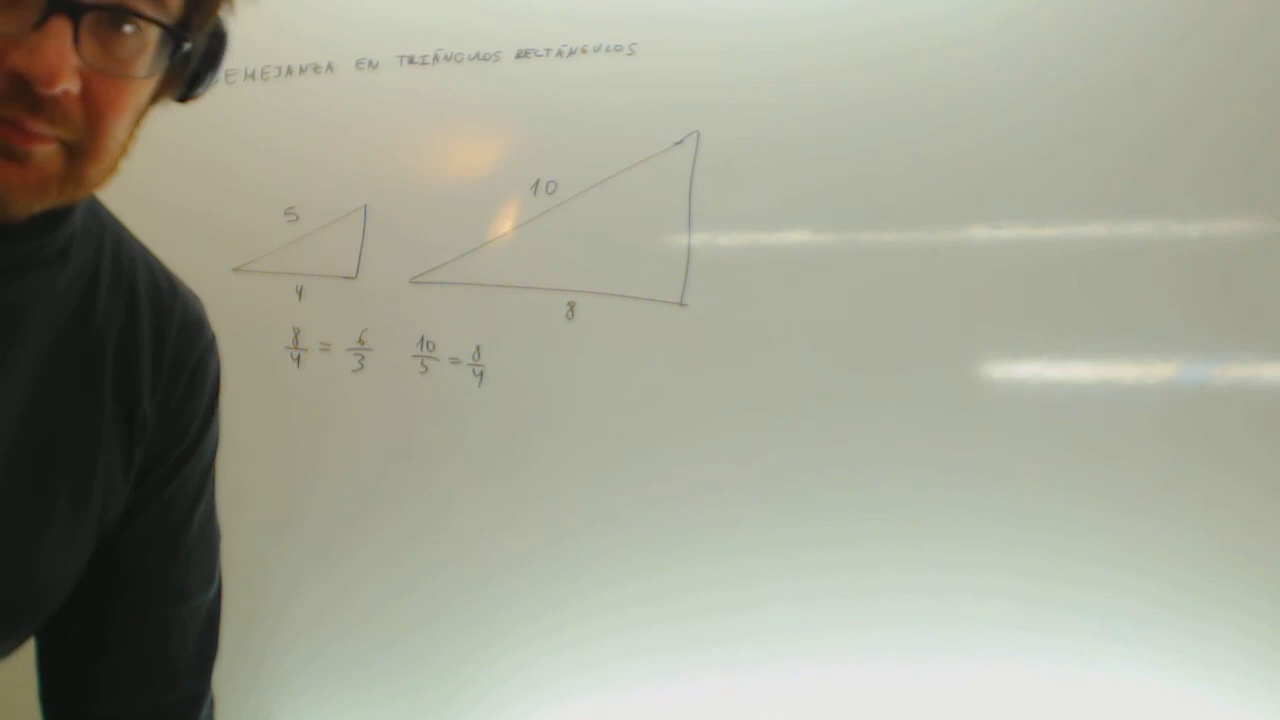 EMEJANZA EN TRIÁNGULOS RECTÁNGULOS
5
4
10
8
8/4 = 6/3
10/5 = 8/4